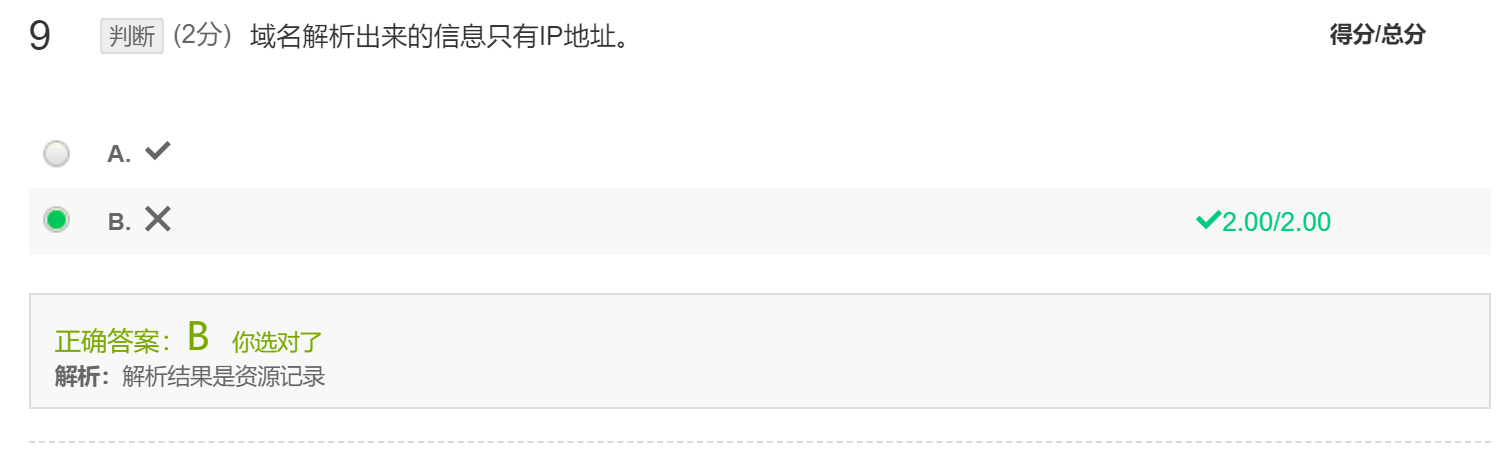 9 判断 (2分) 域名解析出来的信息只有IP地址。 得分/总分
A. ✓
B. ✕ ✓2.00/2.00
正确答案：B 你选对了
解析：解析结果是资源记录